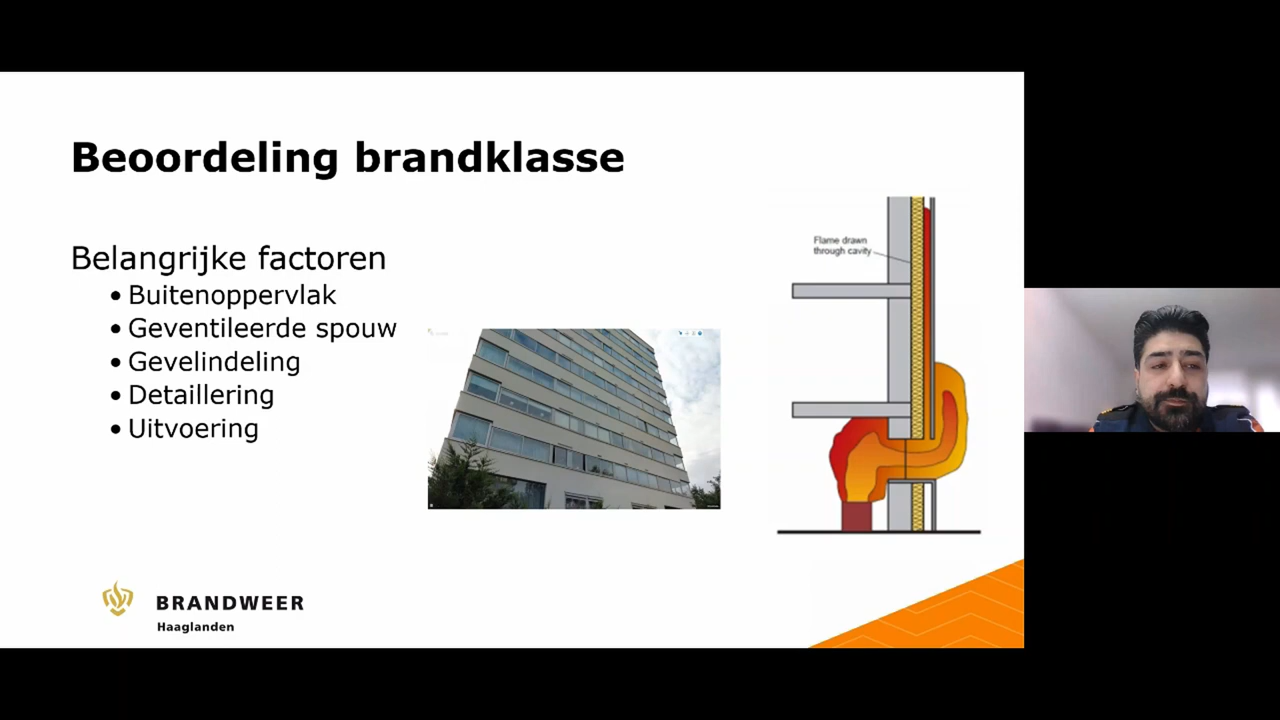 Beoordeling brandklasse
Belangrijke factoren
• Buitenoppervlak
• Geventileerde spouw
• Gevelindeling
• Detaillering
• Uitvoering
Flame drawn
through cavity
BRANDWEER
Haaglanden